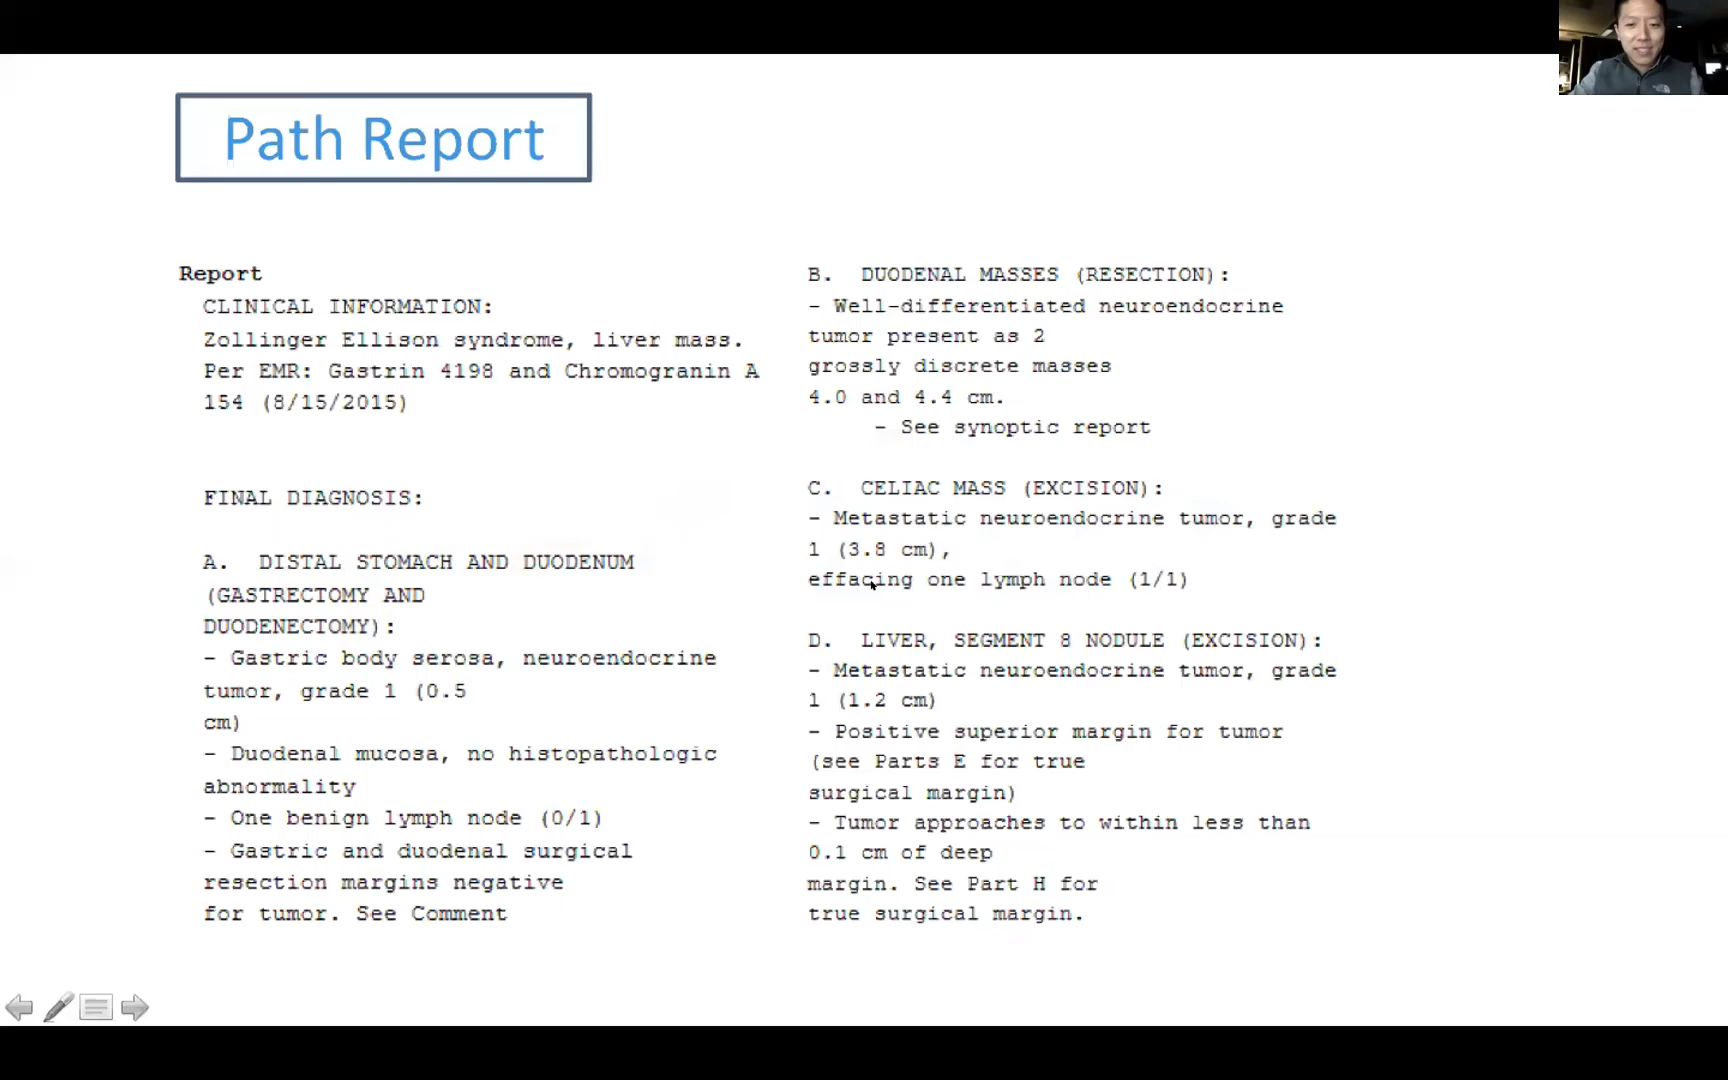 Path Report
Report
CLINICAL INFORMATION:
Zollinger Ellison syndrome, liver mass.
Per EMR: Gastrin 4198 and Chromogranin A
154 (8/15/2015)
FINAL DIAGNOSIS:
A. DISTAL STOMACH AND DUODENUM
(GASTRECTOMY AND
DUODENECTOMY):
- Gastric body serosa, neuroendocrine
tumor, grade 1 (0.5
cm)
- Duodenal mucosa, no histopathologic
abnormality
- One benign lymph node (0/1)
- Gastric and duodenal surgical
resection margins negative
for tumor. See Comment
B. DUODENAL MASSES (RESECTION):
- Well-differentiated neuroendocrine
tumor present as 2
grossly discrete masses
4.0 and 4.4 cm.
- See synoptic report
C. CELIAC MASS (EXCISION):
- Metastatic neuroendocrine tumor, grade
1 (3.8 cm),
effacing one lymph node (1/1)
D. LIVER, SEGMENT 8 NODULE (EXCISION):
- Metastatic neuroendocrine tumor, grade
1 (1.2 cm)
- Positive superior margin for tumor
(see Parts E for true
surgical margin)
- Tumor approaches to within less than
0.1 cm of deep
margin. See Part H for
true surgical margin.